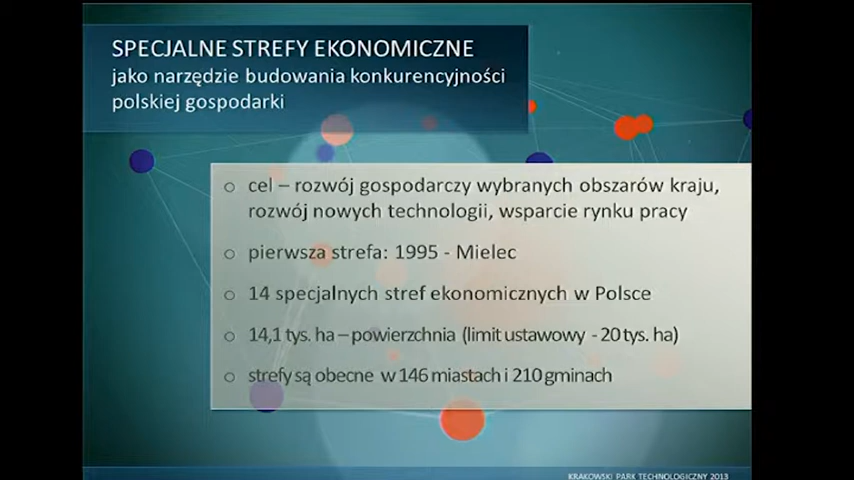 SPECJALNE STREFY EKONOMICZNE
jako narzędzie budowania konkurencyjności
polskiej gospodarki
o cel – rozwój gospodarczy wybranych obszarów kraju,
rozwój nowych technologii, wsparcie rynku pracy
o pierwsza strefa: 1995 - Mielec
o 14 specjalnych stref ekonomicznych w Polsce
o 14,1 tys. ha – powierzchnia (limit ustawowy - 20 tys. ha)
o strefy są obecne w 146 miastach i 210 gminach
KRAKOWSKI PARK TECHNOLOGICZNY 2013